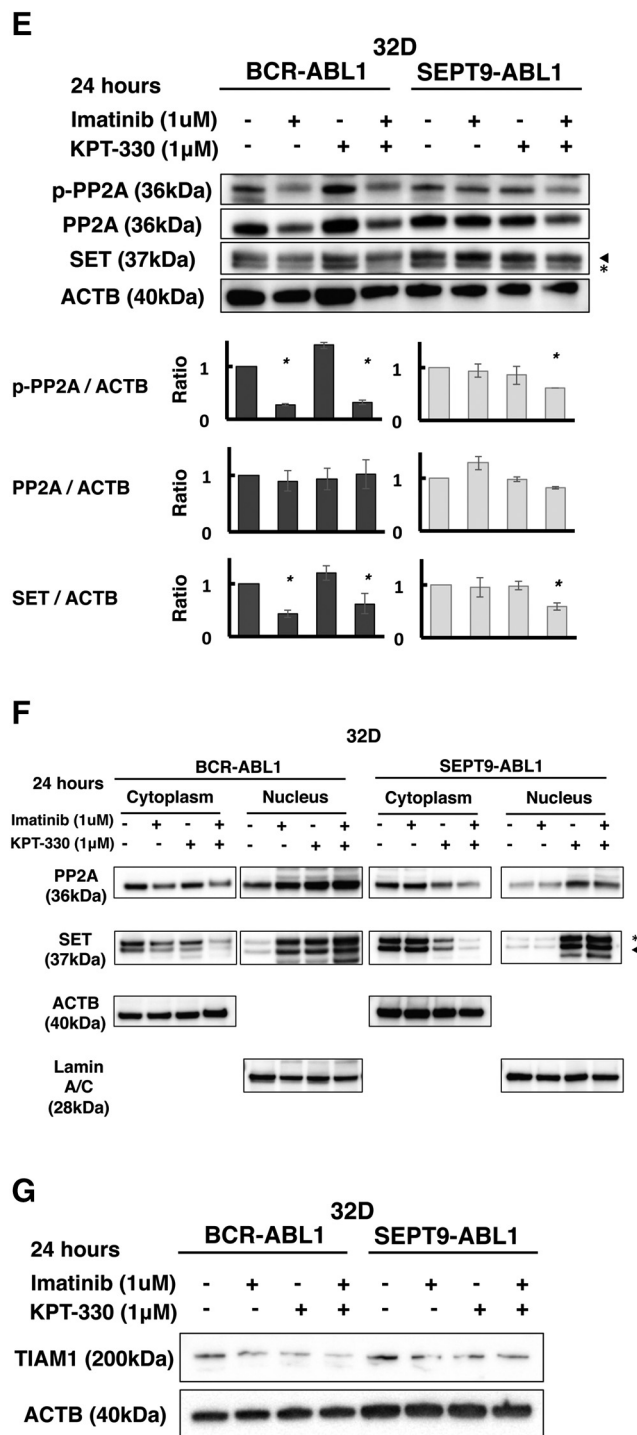 E
32D
24 hours BCR-ABL1 SEPT9-ABL1
Imatinib (1uM) - + - + - + - +
KPT-330 (1μM) - - + + - - + +
p-PP2A (36kDa)
PP2A (36kDa)
SET (37kDa) ◄
*
ACTB (40kDa)
p-PP2A / ACTB Ratio 1 0 * * 1 0 *
PP2A / ACTB Ratio 1 0 1 0
SET / ACTB Ratio 1 0 * * 1 0 *
F
32D
24 hours BCR-ABL1 SEPT9-ABL1
Cytoplasm Nucleus Cytoplasm Nucleus
Imatinib (1uM) - + - + - + - + - + - + - + - +
KPT-330 (1μM) - - + + - - + + - - + + - - + +
PP2A
(36kDa)
SET *
(37kDa) ◄
ACTB
(40kDa)
Lamin
A/C
(28kDa)
G
32D
24 hours BCR-ABL1 SEPT9-ABL1
Imatinib (1uM) - + - + - + - +
KPT-330 (1μM) - - + + - - + +
TIAM1 (200kDa)
ACTB (40kDa)